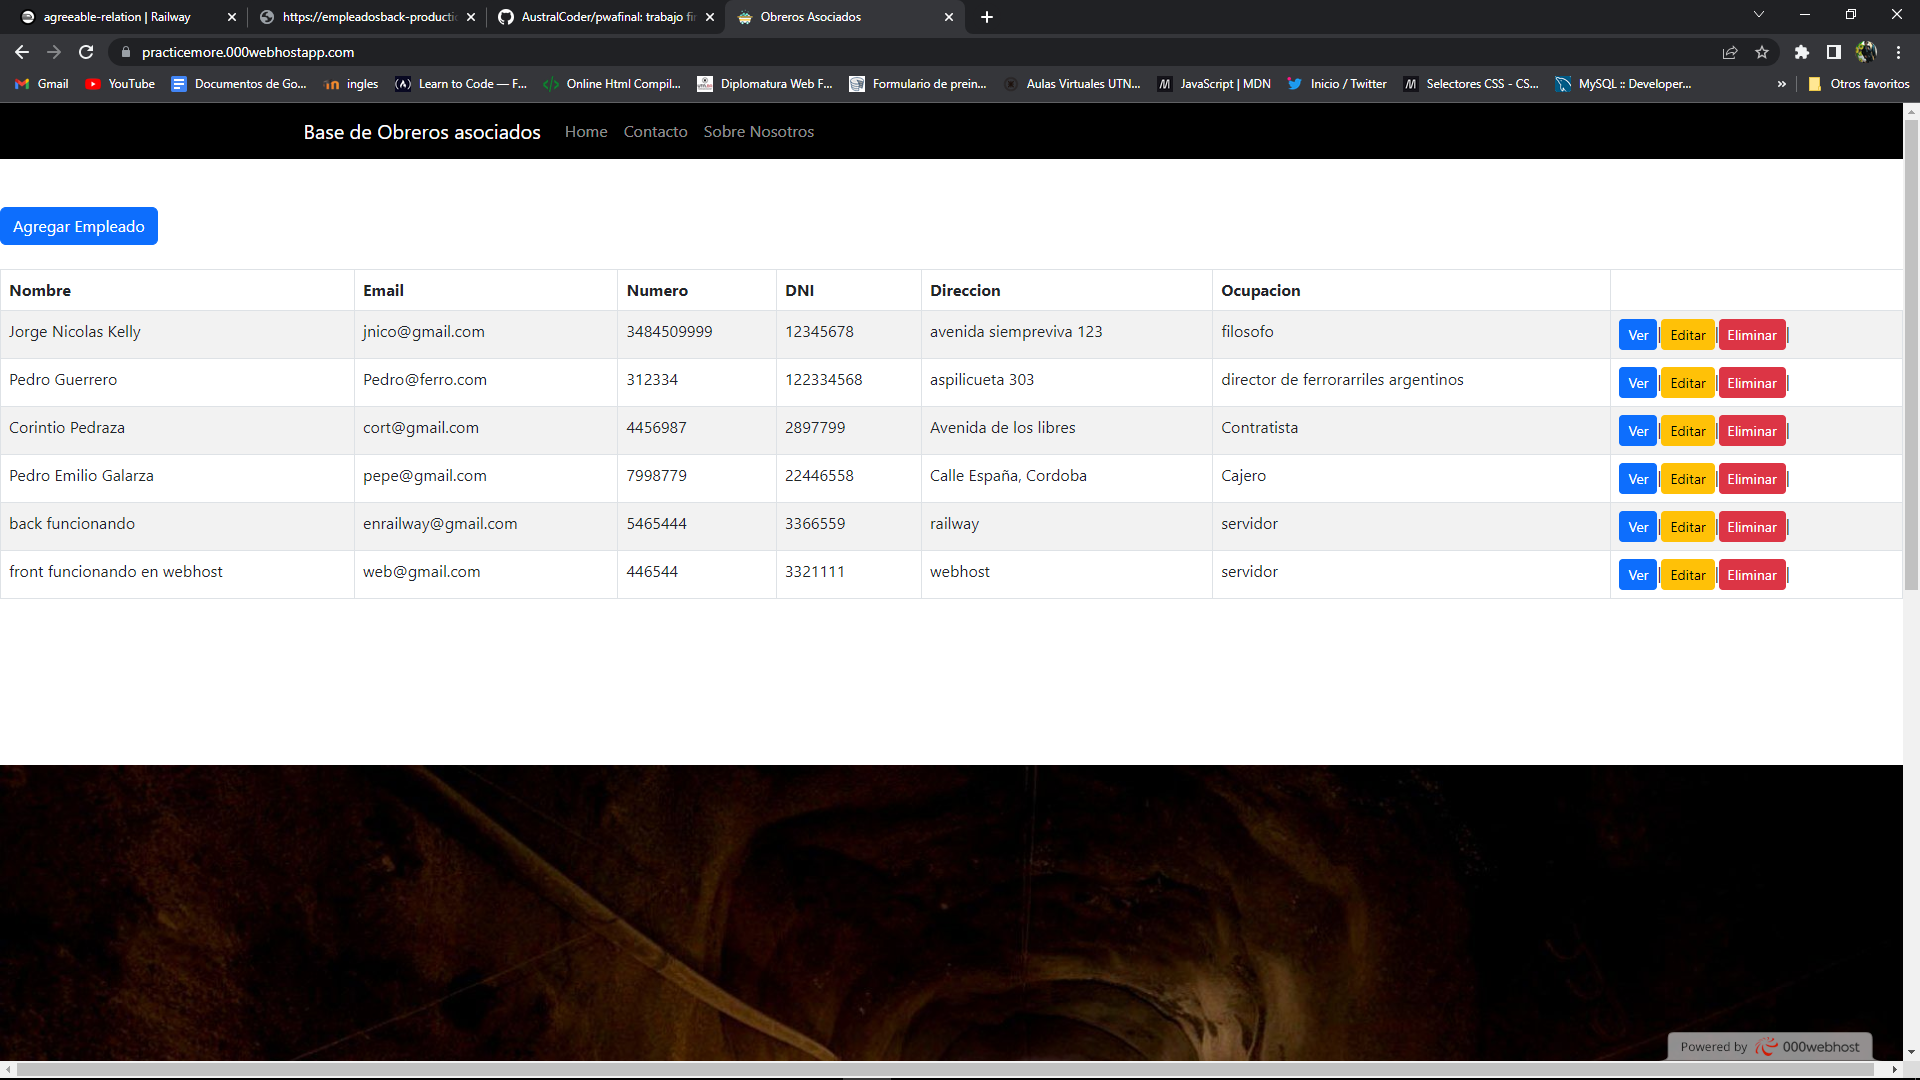 agreeable-relation | Railway
https://empleadosback-producti
AustralCoder/pwafinal: trabajo fi
Obreros Asociados
practicemore.000webhostapp.com
Gmail
YouTube
Documentos de Go...
ingles
Learn to Code — F...
Online Html Compil...
Diplomatura Web F...
Formulario de prein...
Aulas Virtuales UTN...
JavaScript | MDN
Inicio / Twitter
Selectores CSS - CS...
MySQL :: Developer...
»
Otros favoritos
Base de Obreros asociados Home Contacto Sobre Nosotros
Agregar Empleado
Nombre Email Numero DNI Direccion Ocupacion
Jorge Nicolas Kelly jnico@gmail.com 3484509999 12345678 avenida siempreviva 123 filosofo Ver | Editar | Eliminar |
Pedro Guerrero Pedro@ferro.com 312334 122334568 aspilicueta 303 director de ferrorarriles argentinos Ver | Editar | Eliminar |
Corintio Pedraza cort@gmail.com 4456987 2897799 Avenida de los libres Contratista Ver | Editar | Eliminar |
Pedro Emilio Galarza pepe@gmail.com 7998779 22446558 Calle España, Cordoba Cajero Ver | Editar | Eliminar |
back funcionando enrailway@gmail.com 5465444 3366559 railway servidor Ver | Editar | Eliminar |
front funcionando en webhost web@gmail.com 446544 3321111 webhost servidor Ver | Editar | Eliminar |
Powered by 000webhost